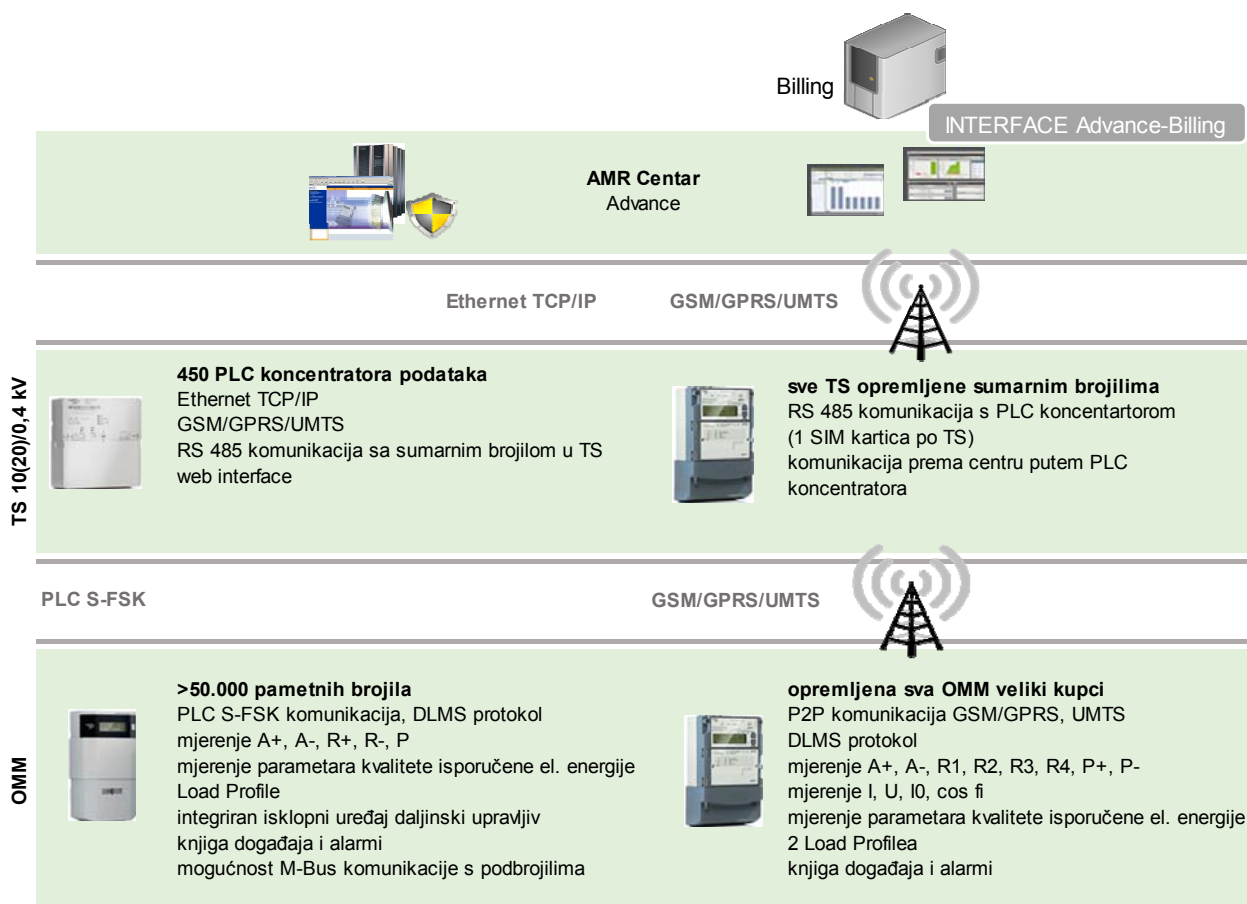 Billing
INTERFACE Advance-Billing
AMR Centar
Advance
Ethernet TCP/IP
GSM/GPRS/UMTS
TS 10(20)/0,4 kV
450 PLC koncentratora podataka
Ethernet TCP/IP
GSM/GPRS/UMTS
RS 485 komunikacija sa sumarnim brojilom u TS
web interface
sve TS opremljene sumarnim brojilima
RS 485 komunikacija s PLC koncentartorom
(1 SIM kartica po TS)
komunikacija prema centru putem PLC
koncentratora
PLC S-FSK
GSM/GPRS/UMTS
OMM
>50.000 pametnih brojila
PLC S-FSK komunikacija, DLMS protokol
mjerenje A+, A-, R+, R-, P
mjerenje parametara kvalitete isporučene el. energije
Load Profile
integriran isklopni uređaj daljinski upravljiv
knjiga događaja i alarmi
mogućnost M-Bus komunikacije s podbrojilima
opremljena sva OMM veliki kupci
P2P komunikacija GSM/GPRS, UMTS
DLMS protokol
mjerenje A+, A-, R1, R2, R3, R4, P+, P-
mjerenje I, U, I0, cos fi
mjerenje parametara kvalitete isporučene el. energije
2 Load Profilea
knjiga događaja i alarmi